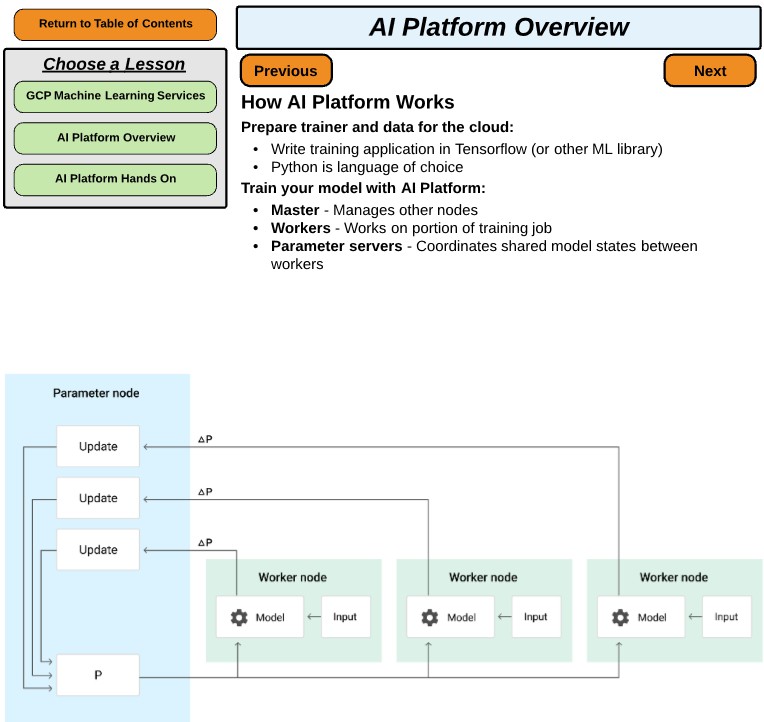 Return to Table of Contents
AI Platform Overview
Choose a Lesson
GCP Machine Learning Services
AI Platform Overview
AI Platform Hands On
Previous
Next
How AI Platform Works
Prepare trainer and data for the cloud:
• Write training application in Tensorflow (or other ML library)
• Python is language of choice
Train your model with AI Platform:
• Master - Manages other nodes
• Workers - Works on portion of training job
• Parameter servers - Coordinates shared model states between
workers
Parameter node
Update
△P
Update
△P
Update
△P
Worker node
Model
Input
Worker node
Model
Input
Worker node
Model
Input
P